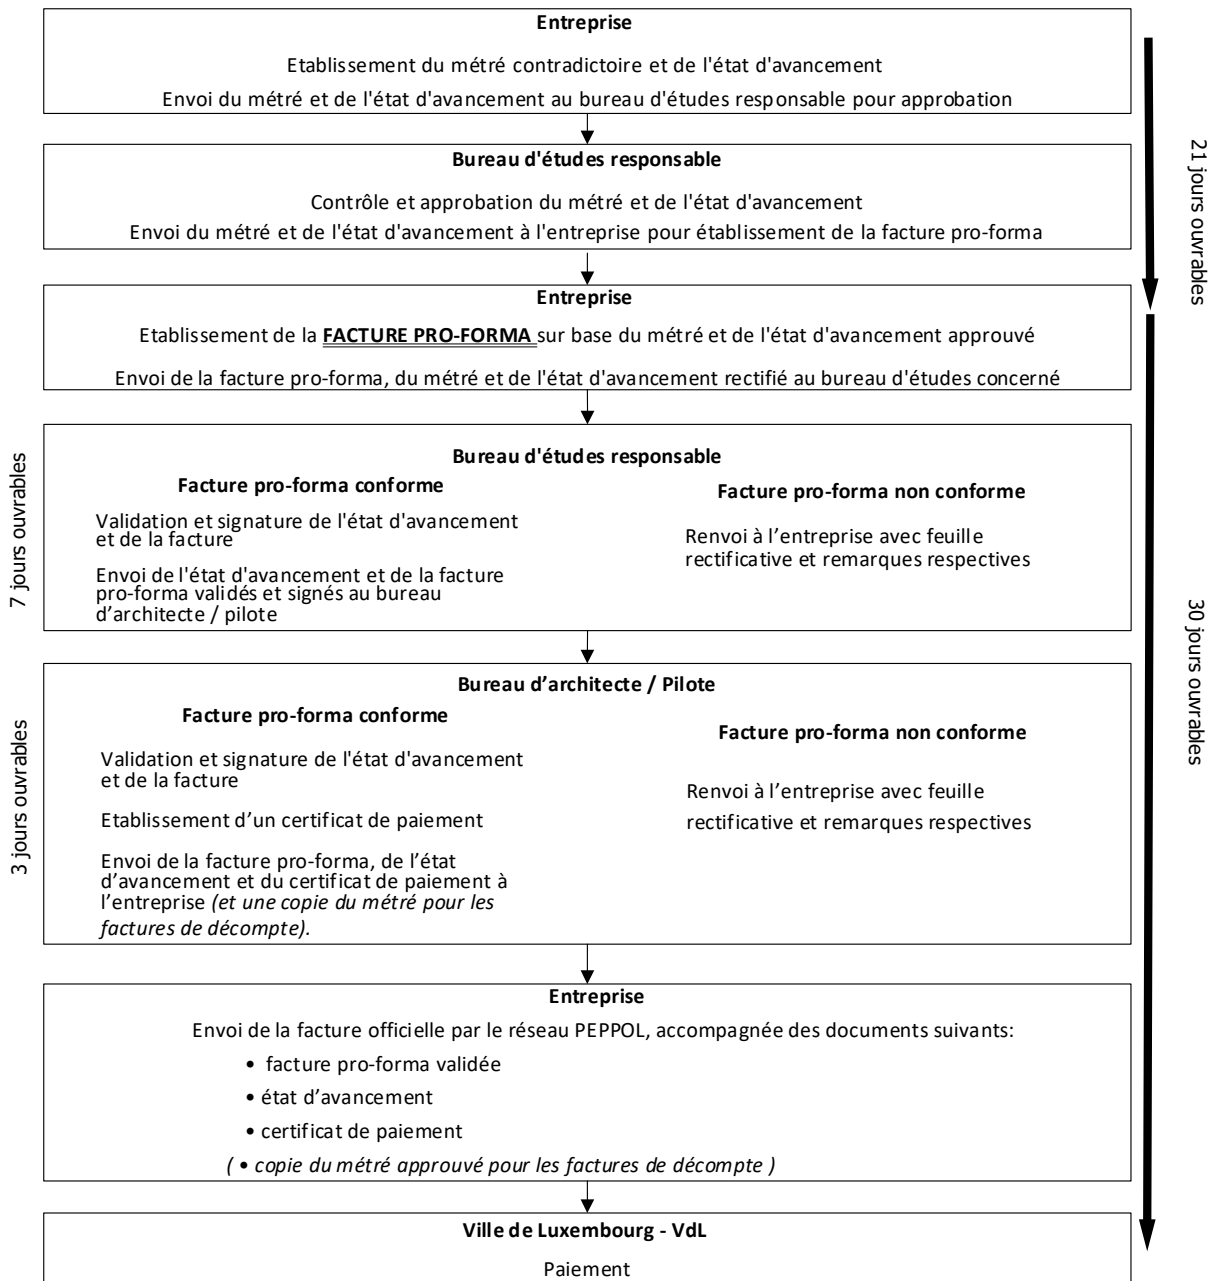 Entreprise
Etablissement du métré contradictoire et de l'état d'avancement
Envoi du métré et de l'état d'avancement au bureau d'études responsable pour approbation
21 jours ouvrables
Bureau d'études responsable
Contrôle et approbation du métré et de l'état d'avancement
Envoi du métré et de l'état d'avancement à l'entreprise pour établissement de la facture pro-forma
Entreprise
Etablissement de la FACTURE PRO-FORMA sur base du métré et de l'état d'avancement approuvé
Envoi de la facture pro-forma, du métré et de l'état d'avancement rectifié au bureau d'études concerné
7 jours ouvrables
Bureau d'études responsable
Facture pro-forma conforme
Validation et signature de l'état d'avancement
et de la facture
Envoi de l'état d'avancement et de la facture
pro-forma validés et signés au bureau
d’architecte / pilote
Facture pro-forma non conforme
Renvoi à l’entreprise avec feuille
rectificative et remarques respectives
30 jours ouvrables
3 jours ouvrables
Bureau d’architecte / Pilote
Facture pro-forma conforme
Validation et signature de l'état d'avancement
et de la facture
Etablissement d’un certificat de paiement
Envoi de la facture pro-forma, de l’état
d’avancement et du certificat de paiement à
l’entreprise (et une copie du métré pour les
factures de décompte).
Facture pro-forma non conforme
Renvoi à l’entreprise avec feuille
rectificative et remarques respectives
Entreprise
Envoi de la facture officielle par le réseau PEPPOL, accompagnée des documents suivants:
• facture pro-forma validée
• état d’avancement
• certificat de paiement
( • copie du métré approuvé pour les factures de décompte )
Ville de Luxembourg - VdL
Paiement